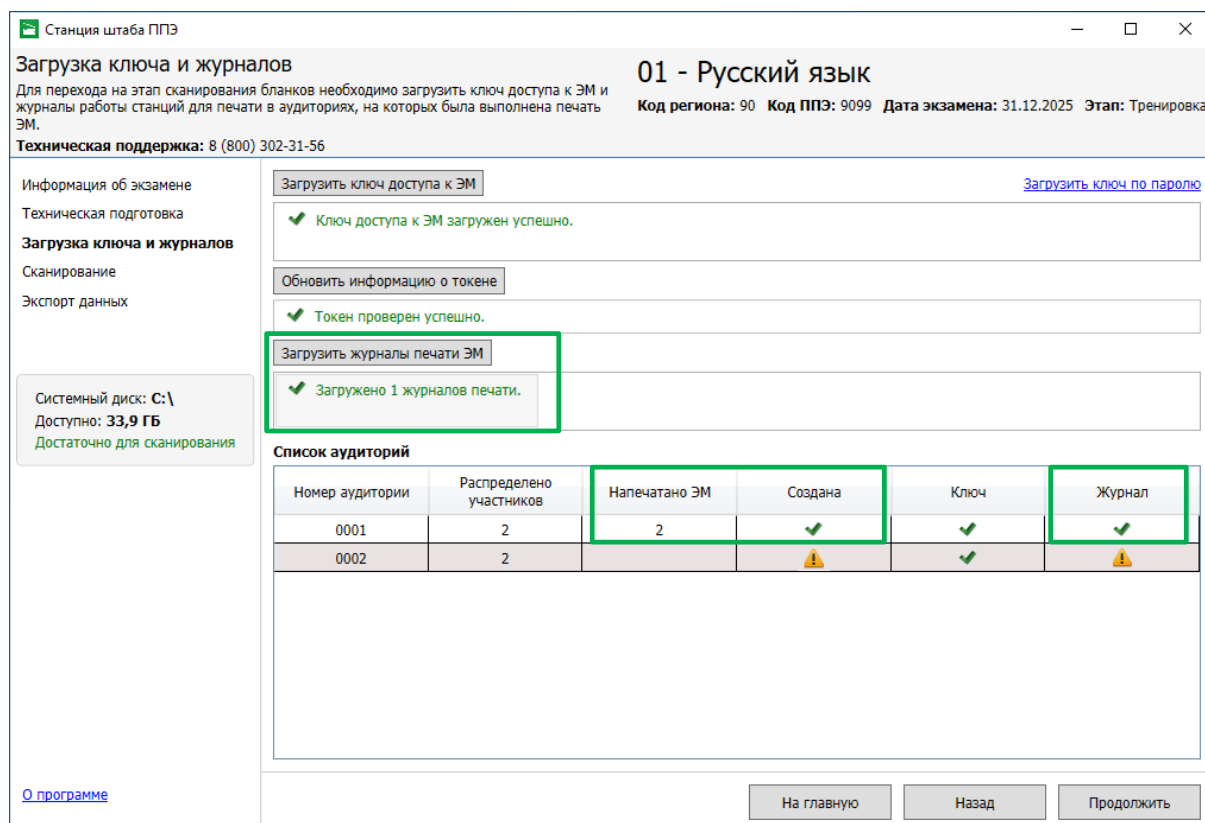 Станция штаба ППЭ
Загрузка ключа и журналов
Для перехода на этап сканирования бланков необходимо загрузить ключ доступа к ЭМ и
журналы работы станций для печати в аудиториях, на которых была выполнена печать
ЭМ.
Техническая поддержка: 8 (800) 302-31-56
01 - Русский язык
Код региона: 90 Код ППЭ: 9099 Дата экзамена: 31.12.2025 Этап: Тренировка
Информация об экзамене
Техническая подготовка
Загрузка ключа и журналов
Сканирование
Экспорт данных
Системный диск: C:\
Доступно: 33,9 ГБ
Достаточно для сканирования
О программе
Загрузить ключ доступа к ЭМ
Загрузить ключ по паролю
Ключ доступа к ЭМ загружен успешно.
Обновить информацию о токене
Токен проверен успешно.
Загрузить журналы печати ЭМ
Загружено 1 журналов печати.
Список аудиторий
Номер аудитории Распределено участников Напечатано ЭМ Создана Ключ Журнал
0001 2 2
0002 2
На главную Назад Продолжить